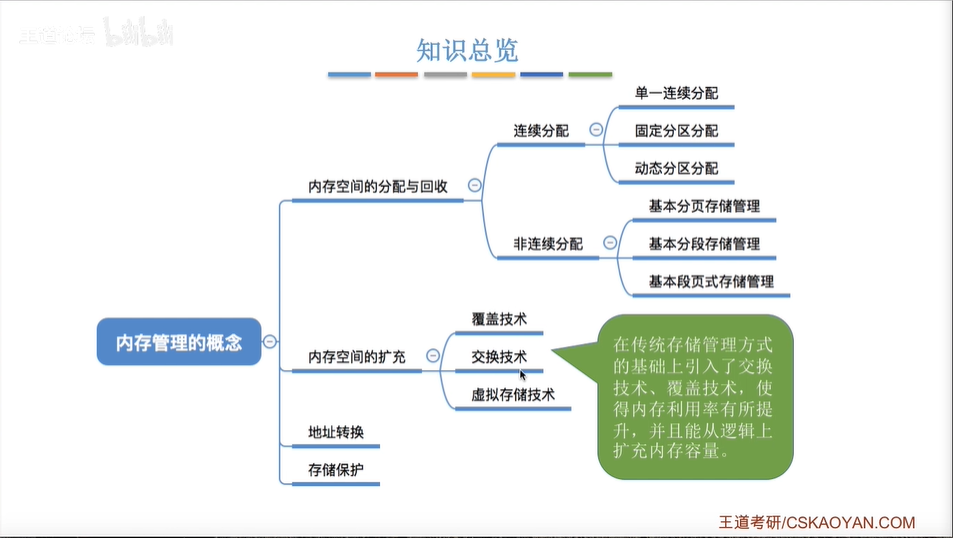 王道考研 bilibili
知识总览
单一连续分配
连续分配
固定分区分配
动态分区分配
内存空间的分配与回收
基本分页存储管理
非连续分配
基本分段存储管理
基本段页式存储管理
内存管理的概念
覆盖技术
内存空间的扩充
交换技术
虚拟存储技术
地址转换
存储保护
在传统存储管理方式
的基础上引入了交换
技术、覆盖技术，使
得内存利用率有所提
升，并且能从逻辑上
扩充内存容量。
王道考研/CSKAOYAN.COM